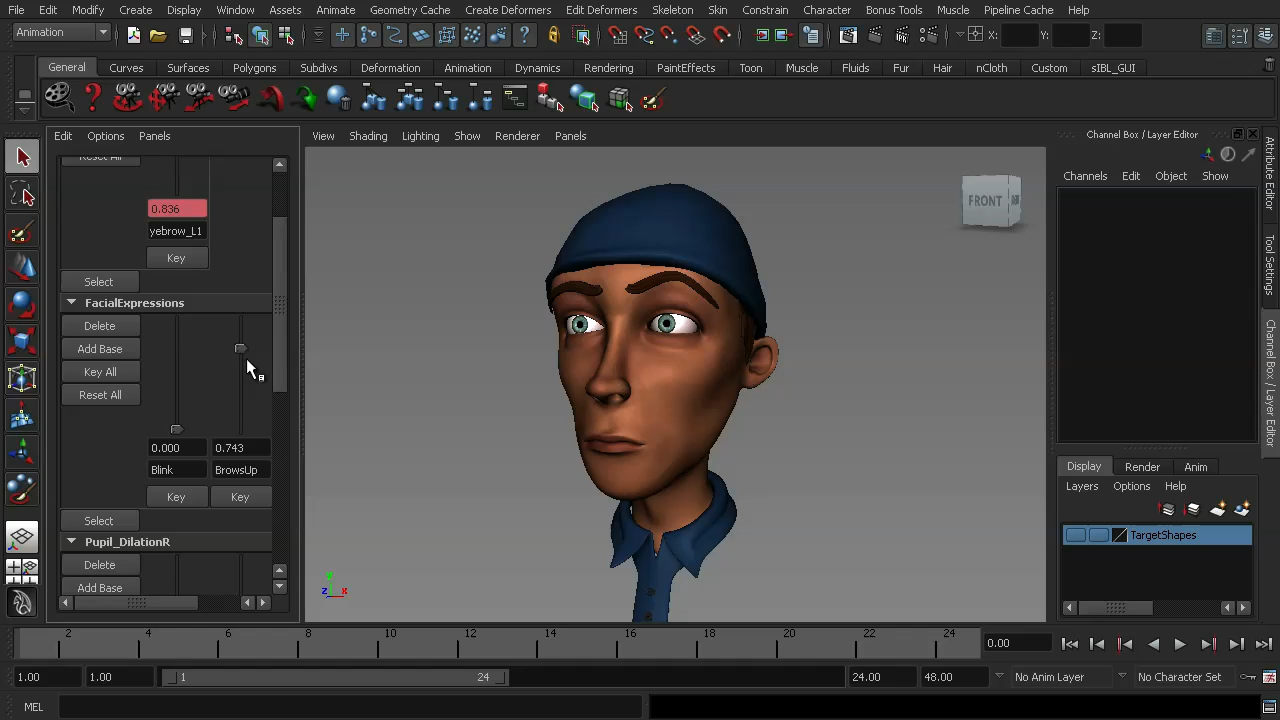 File Edit Modify Create Display Window Assets Animate Geometry Cache Create Deformers Edit Deformers Skeleton Skin Constrain Character Bonus Tools Muscle Pipeline Cache Help
Animation X: Y: Z:
General Curves Surfaces Polygons Subdivs Deformation Animation Dynamics Rendering PaintEffects Toon Muscle Fluids Fur Hair nCloth Custom sIBL_GUI
Edit Options Panels
View Shading Lighting Show Renderer Panels
Channel Box / Layer Editor
Channels Edit Object Show
Attribute Editor
Tool Settings
Channel Box / Layer Editor
Reset All
0.836
yebrow_L1
Key
Select
FacialExpressions
Delete
Add Base
Key All
Reset All
0.000 0.743
Blink BrowsUp
Key Key
Select
Pupil_DilationR
Delete
Add Base
FRONT
y
z x
Display Render Anim
Layers Options Help
TargetShapes
2 4 6 8 10 12 14 16 18 20 22 24 0.00
1.00 1.00 1 24 24.00 48.00 No Anim Layer No Character Set
MEL